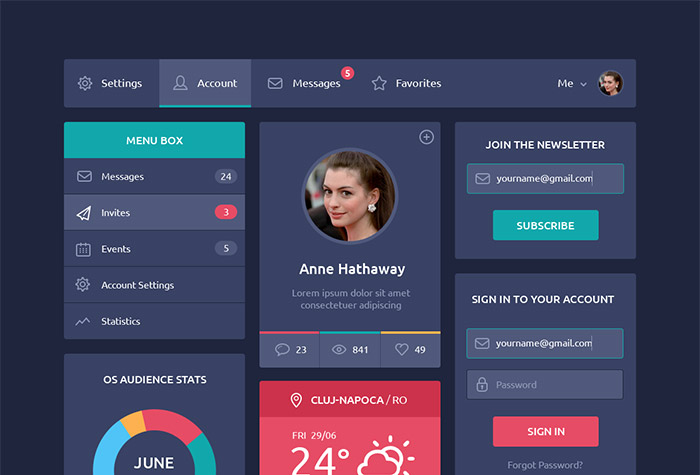 Settings
Account
Messages
5
Favorites
Me
MENU BOX
Messages 24
Invites 3
Events 5
Account Settings
Statistics
OS AUDIENCE STATS
JUNE
Anne Hathaway
Lorem ipsum dolor sit amet
consectetuer adipiscing
23
841
49
CLUJ-NAPOCA / RO
FRI 29/06
24°
JOIN THE NEWSLETTER
yourname@gmail.com
SUBSCRIBE
SIGN IN TO YOUR ACCOUNT
yourname@gmail.com
Password
SIGN IN
Forgot Password?